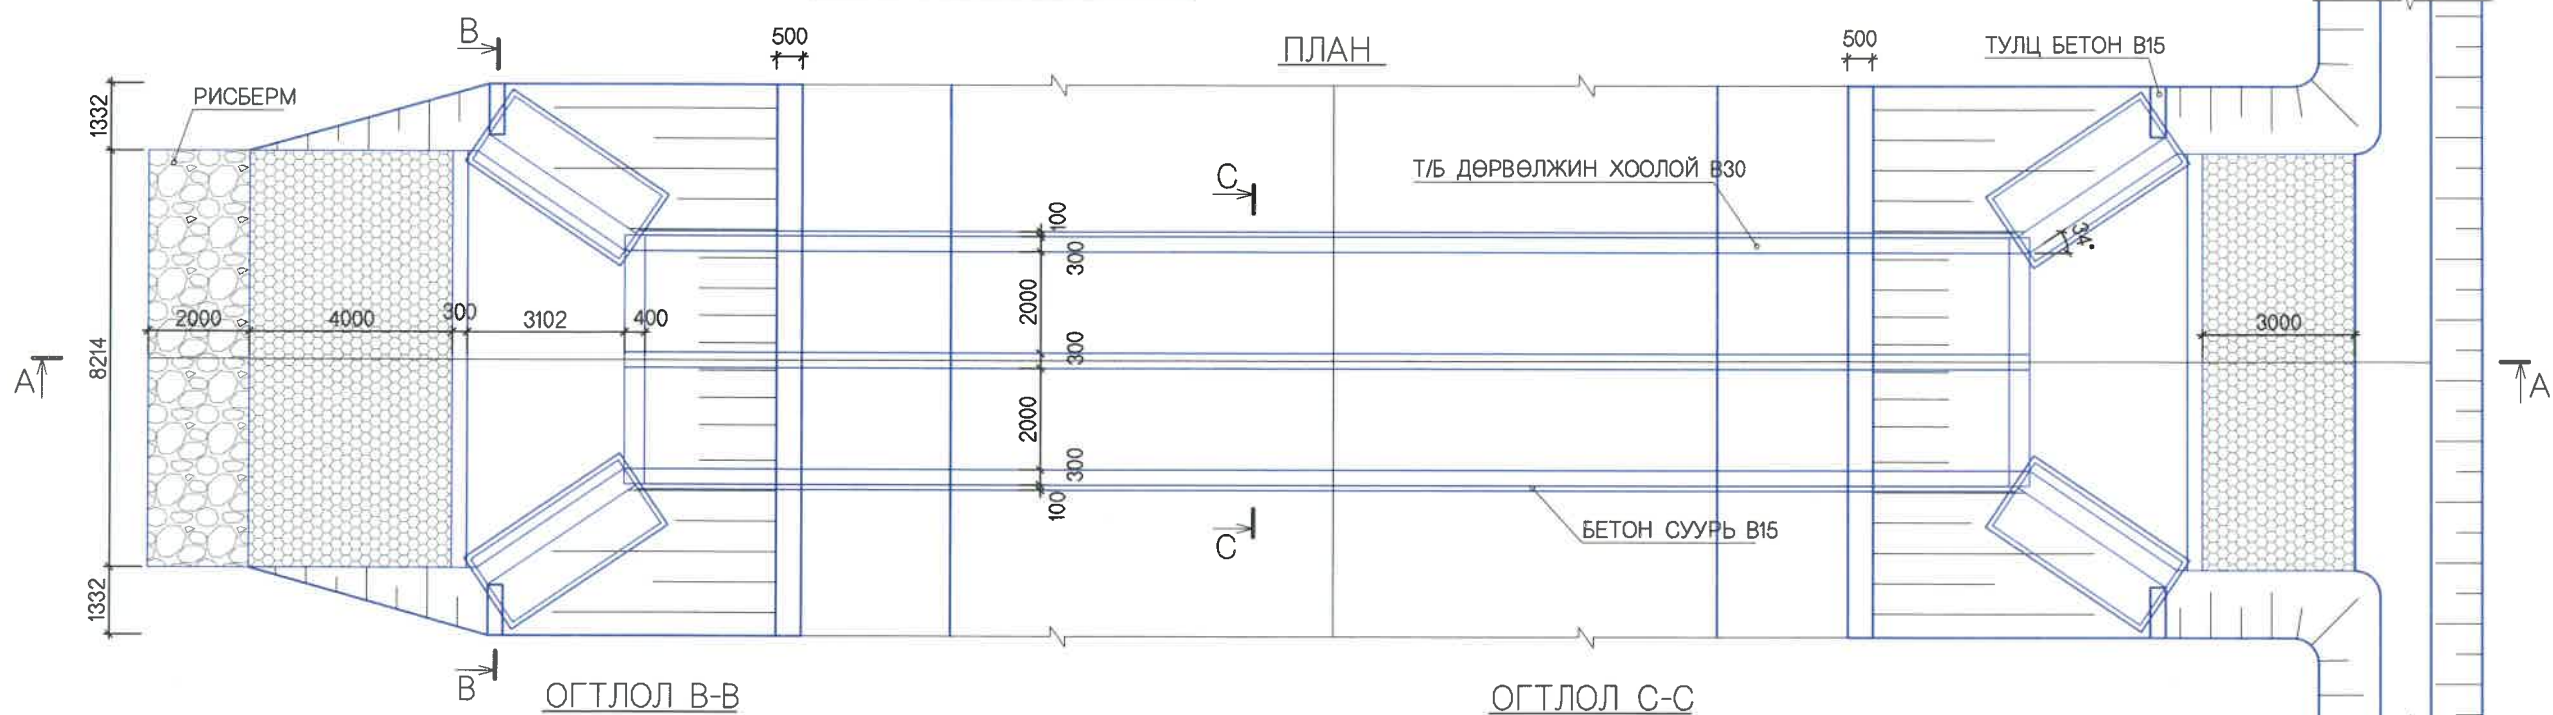 B
500
ПЛАН
500
ТУЛЦ БЕТОН B15
РИСБЕРМ
1332
C
Т/Б ДӨРВӨЛЖИН ХООЛОЙ B30
100
300
34°
2000
4000
300
3102
400
2000
3000
8214
300
A
A
2000
300
100
C
БЕТОН СУУРЬ B15
1332
B
ОГТЛОЛ B-B
ОГТЛОЛ C-C